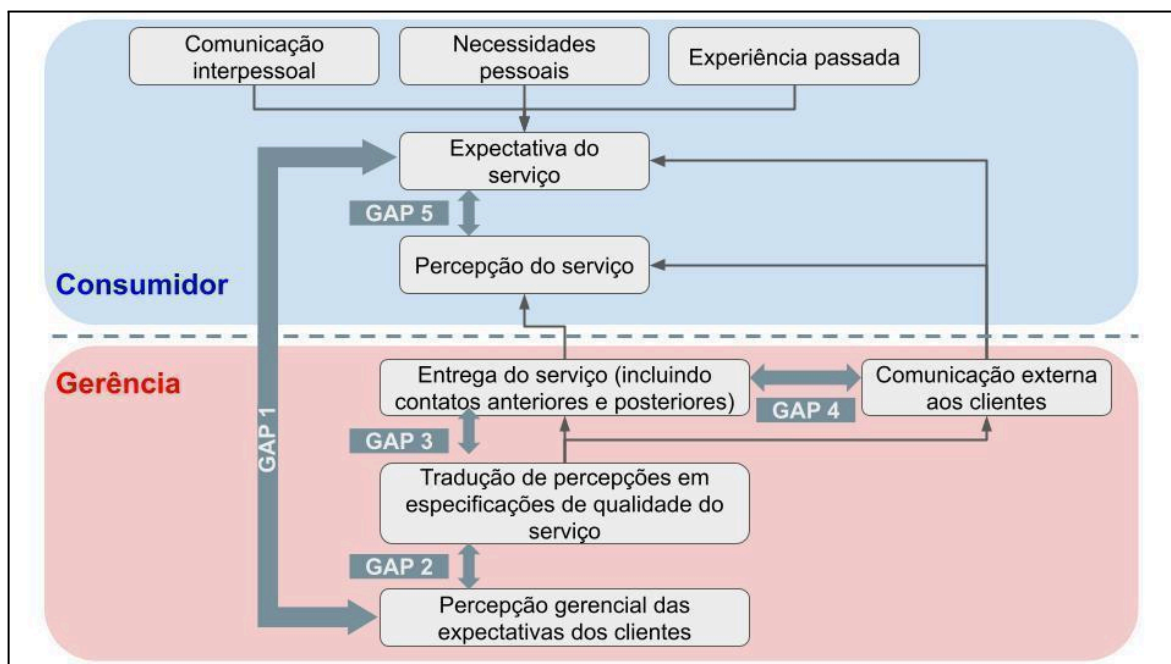 Comunicação
interpessoal
Necessidades
pessoais
Experiência passada
Expectativa do
serviço
GAP 5
Percepção do serviço
Consumidor
Gerência
Entrega do serviço (incluindo
contatos anteriores e posteriores)
GAP 4
Comunicação externa
aos clientes
GAP 1
GAP 3
Tradução de percepções em
especificações de qualidade do
serviço
GAP 2
Percepção gerencial das
expectativas dos clientes